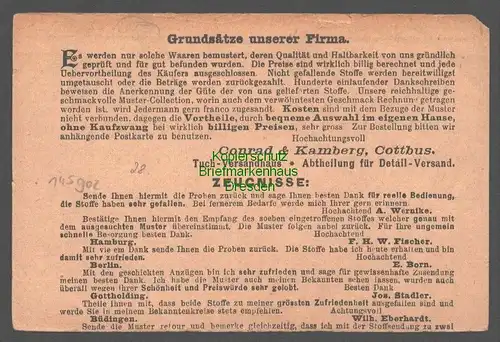 Grundsätze unserer Firma.
Es werden nur solche Waaren bemustert, deren Qualität und Haltbarkeit von uns gründlich
geprüft und für gut befunden wurden. Die Preise sind wirklich billig berechnet und jede
Uebervortheilung des Käufers ausgeschlossen. Nicht gefallende Stoffe werden bereitwilligst
umgetauscht oder die Beträge werden zurückgezahlt. Hunderte einlaufender Dankschreiben
beweisen die Anerkennung der Güte der von uns gelieferten Stoffe. Unsere reichhaltige
geschmackvolle Muster-Collection, worin auch dem verwöhntesten Geschmack Rechnung getragen
worden ist, wird Jedermann gern franco zugesandt. Kosten sind mit dem Bezuge der Muster
nicht verbunden, dagegen die Vortheile, durch bequeme Auswahl im eigenen Hause,
ohne Kaufzwang bei wirklich billigen Preisen, sehr gross. Zur Bestellung bitten wir
anhängende Postkarte zu benutzen. Hochachtungsvoll
Conrad & Kamberg, Cottbus.
Tuch-Versandhaus • Abtheilung für Detail-Versand.
Kopierschutz
Briefmarkenhaus
Dresden
28
145902
ZEUGNISSE:
Sende Ihnen hiermit die Proben zurück und sage Ihnen besten Dank für reelle Bedienung,
die Stoffe haben sehr gefallen. Bei fernerem Bedarfe werde mich Ihrer gern erinnern.
Hochachtend A. Wernike.
Bestätige Ihnen hiermit den Empfang des soeben eingetroffenen Stoffes welcher genau mit
dem ausgesuchten Muster übereinstimmt. Die Muster folgen anbei zurück. Für Ihre ungemein
schnelle Besorgung besten Dank. Hochachtend
Hamburg. F. H. W. Fischer.
Mit viel Dank sende Ihnen die Proben zurück. Die Stoffe habe ich heute erhalten und bin
damit sehr zufrieden. Hochachtend
Berlin. E. Born.
Mit den geschickten Anzügen bin ich sehr zufrieden und sage für gewissenhafte Zusendung
meinen besten Dank. Ich habe die Muster auch meinen Bekannten sehen lassen, wurden auch
überall wegen ihrer Schönheit und Preiswürde sehr gelobt. Dankend
Gottholding. Jos. Stadler.
Theile Ihnen mit, dass beide Stoffe zu meiner grössten Zufriedenheit ausgefallen sind und
werde Sie in meinem Bekanntenkreise stets empfehlen. Achtungsvoll
Büdingen. Wilh. Eberhardt.
Sende die Muster retour und bemerke gleichzeitig, dass ich mit der Stoffsendung zu zwei